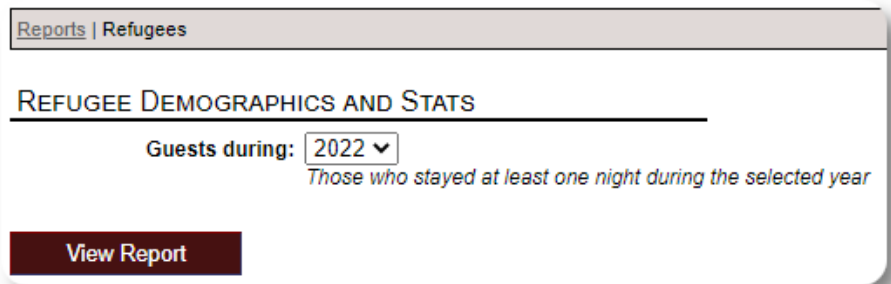 Reports | Refugees
Refugee Demographics and Stats
Guests during: 2022
Those who stayed at least one night during the selected year
View Report